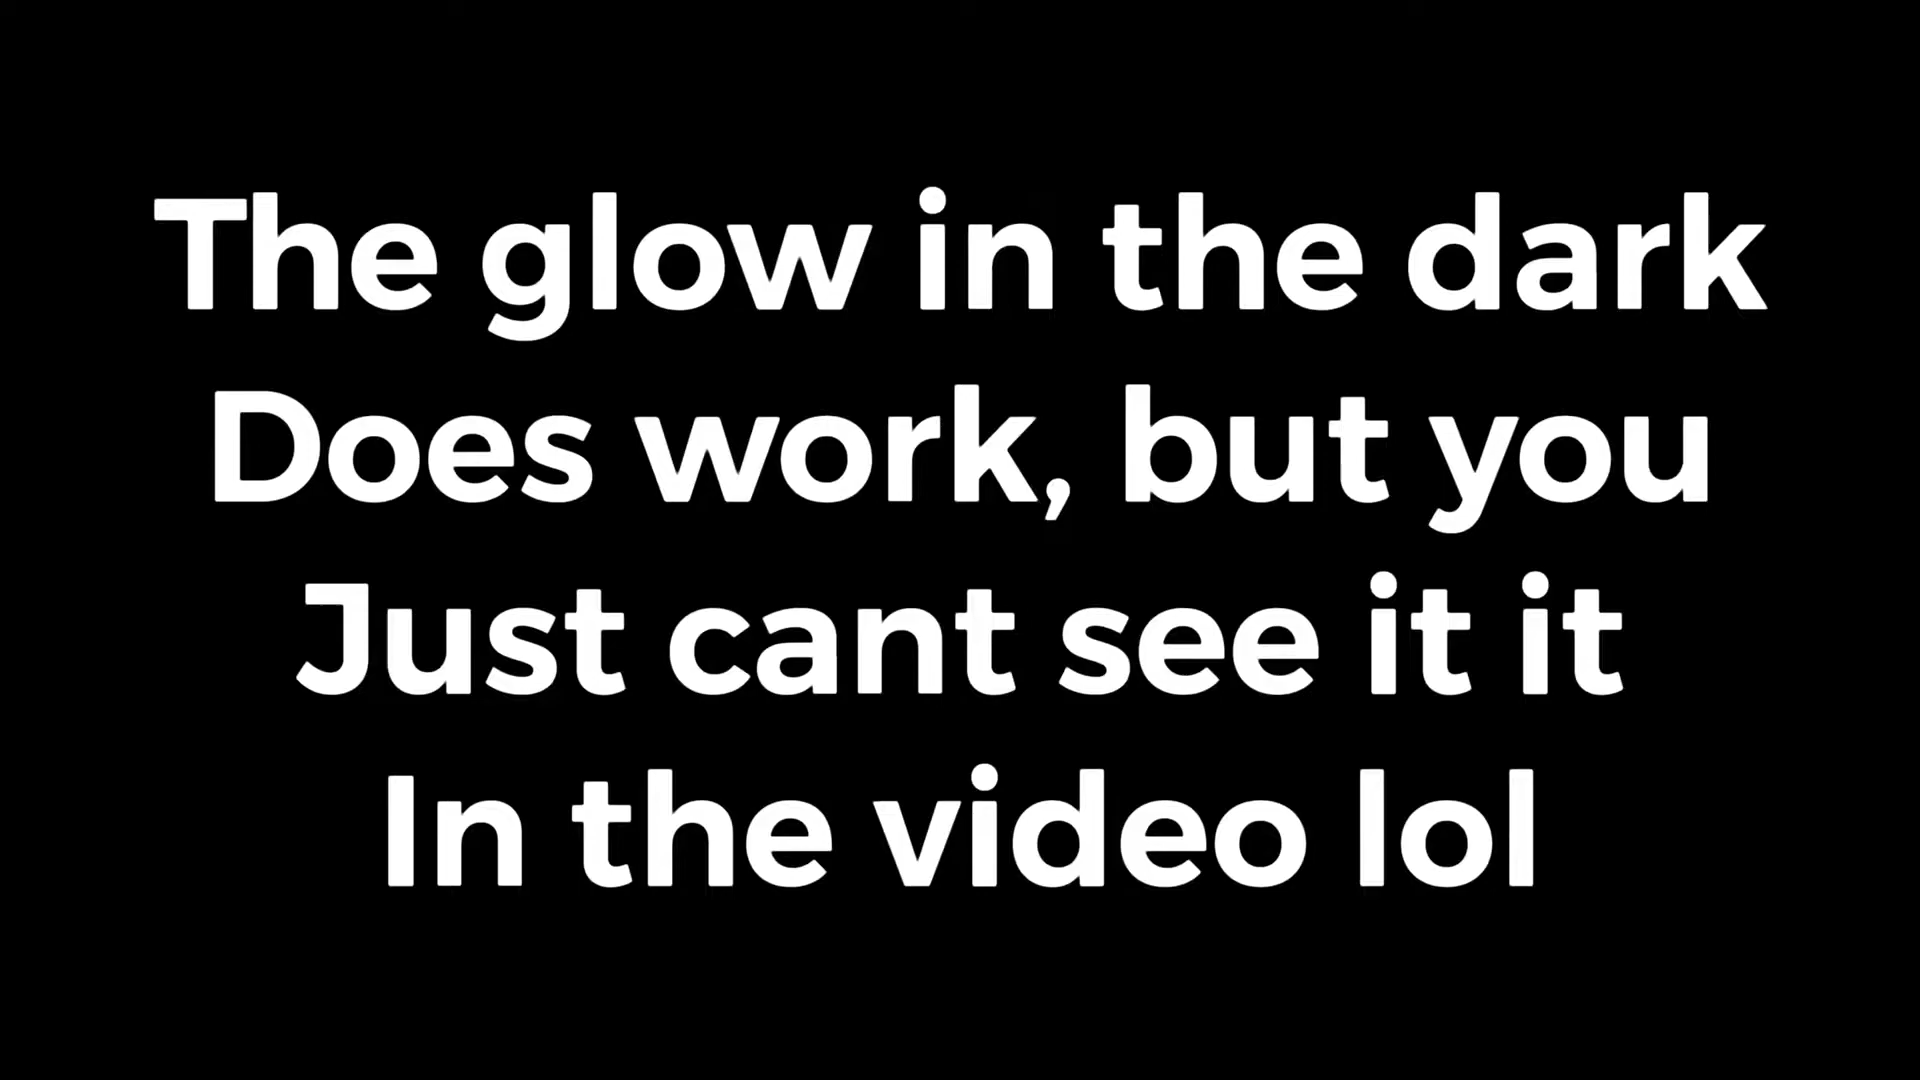 The glow in the dark
Does work, but you
Just cant see it it
In the video lol